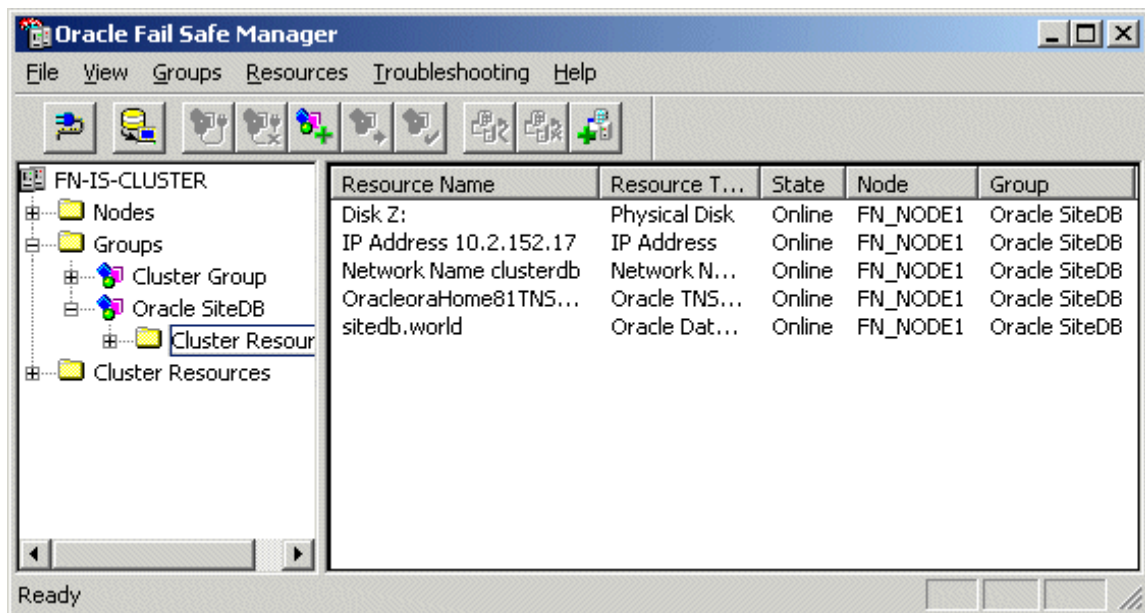 Oracle Fail Safe Manager
File View Groups Resources Troubleshooting Help
FN-IS-CLUSTER
Nodes
Groups
Cluster Group
Oracle SiteDB
Cluster Resour
Cluster Resources
Resource Name Resource T... State Node Group
Disk Z: Physical Disk Online FN_NODE1 Oracle SiteDB
IP Address 10.2.152.17 IP Address Online FN_NODE1 Oracle SiteDB
Network Name clusterdb Network N... Online FN_NODE1 Oracle SiteDB
OracleoraHome81TNS... Oracle TNS... Online FN_NODE1 Oracle SiteDB
sitedb.world Oracle Dat... Online FN_NODE1 Oracle SiteDB
Ready